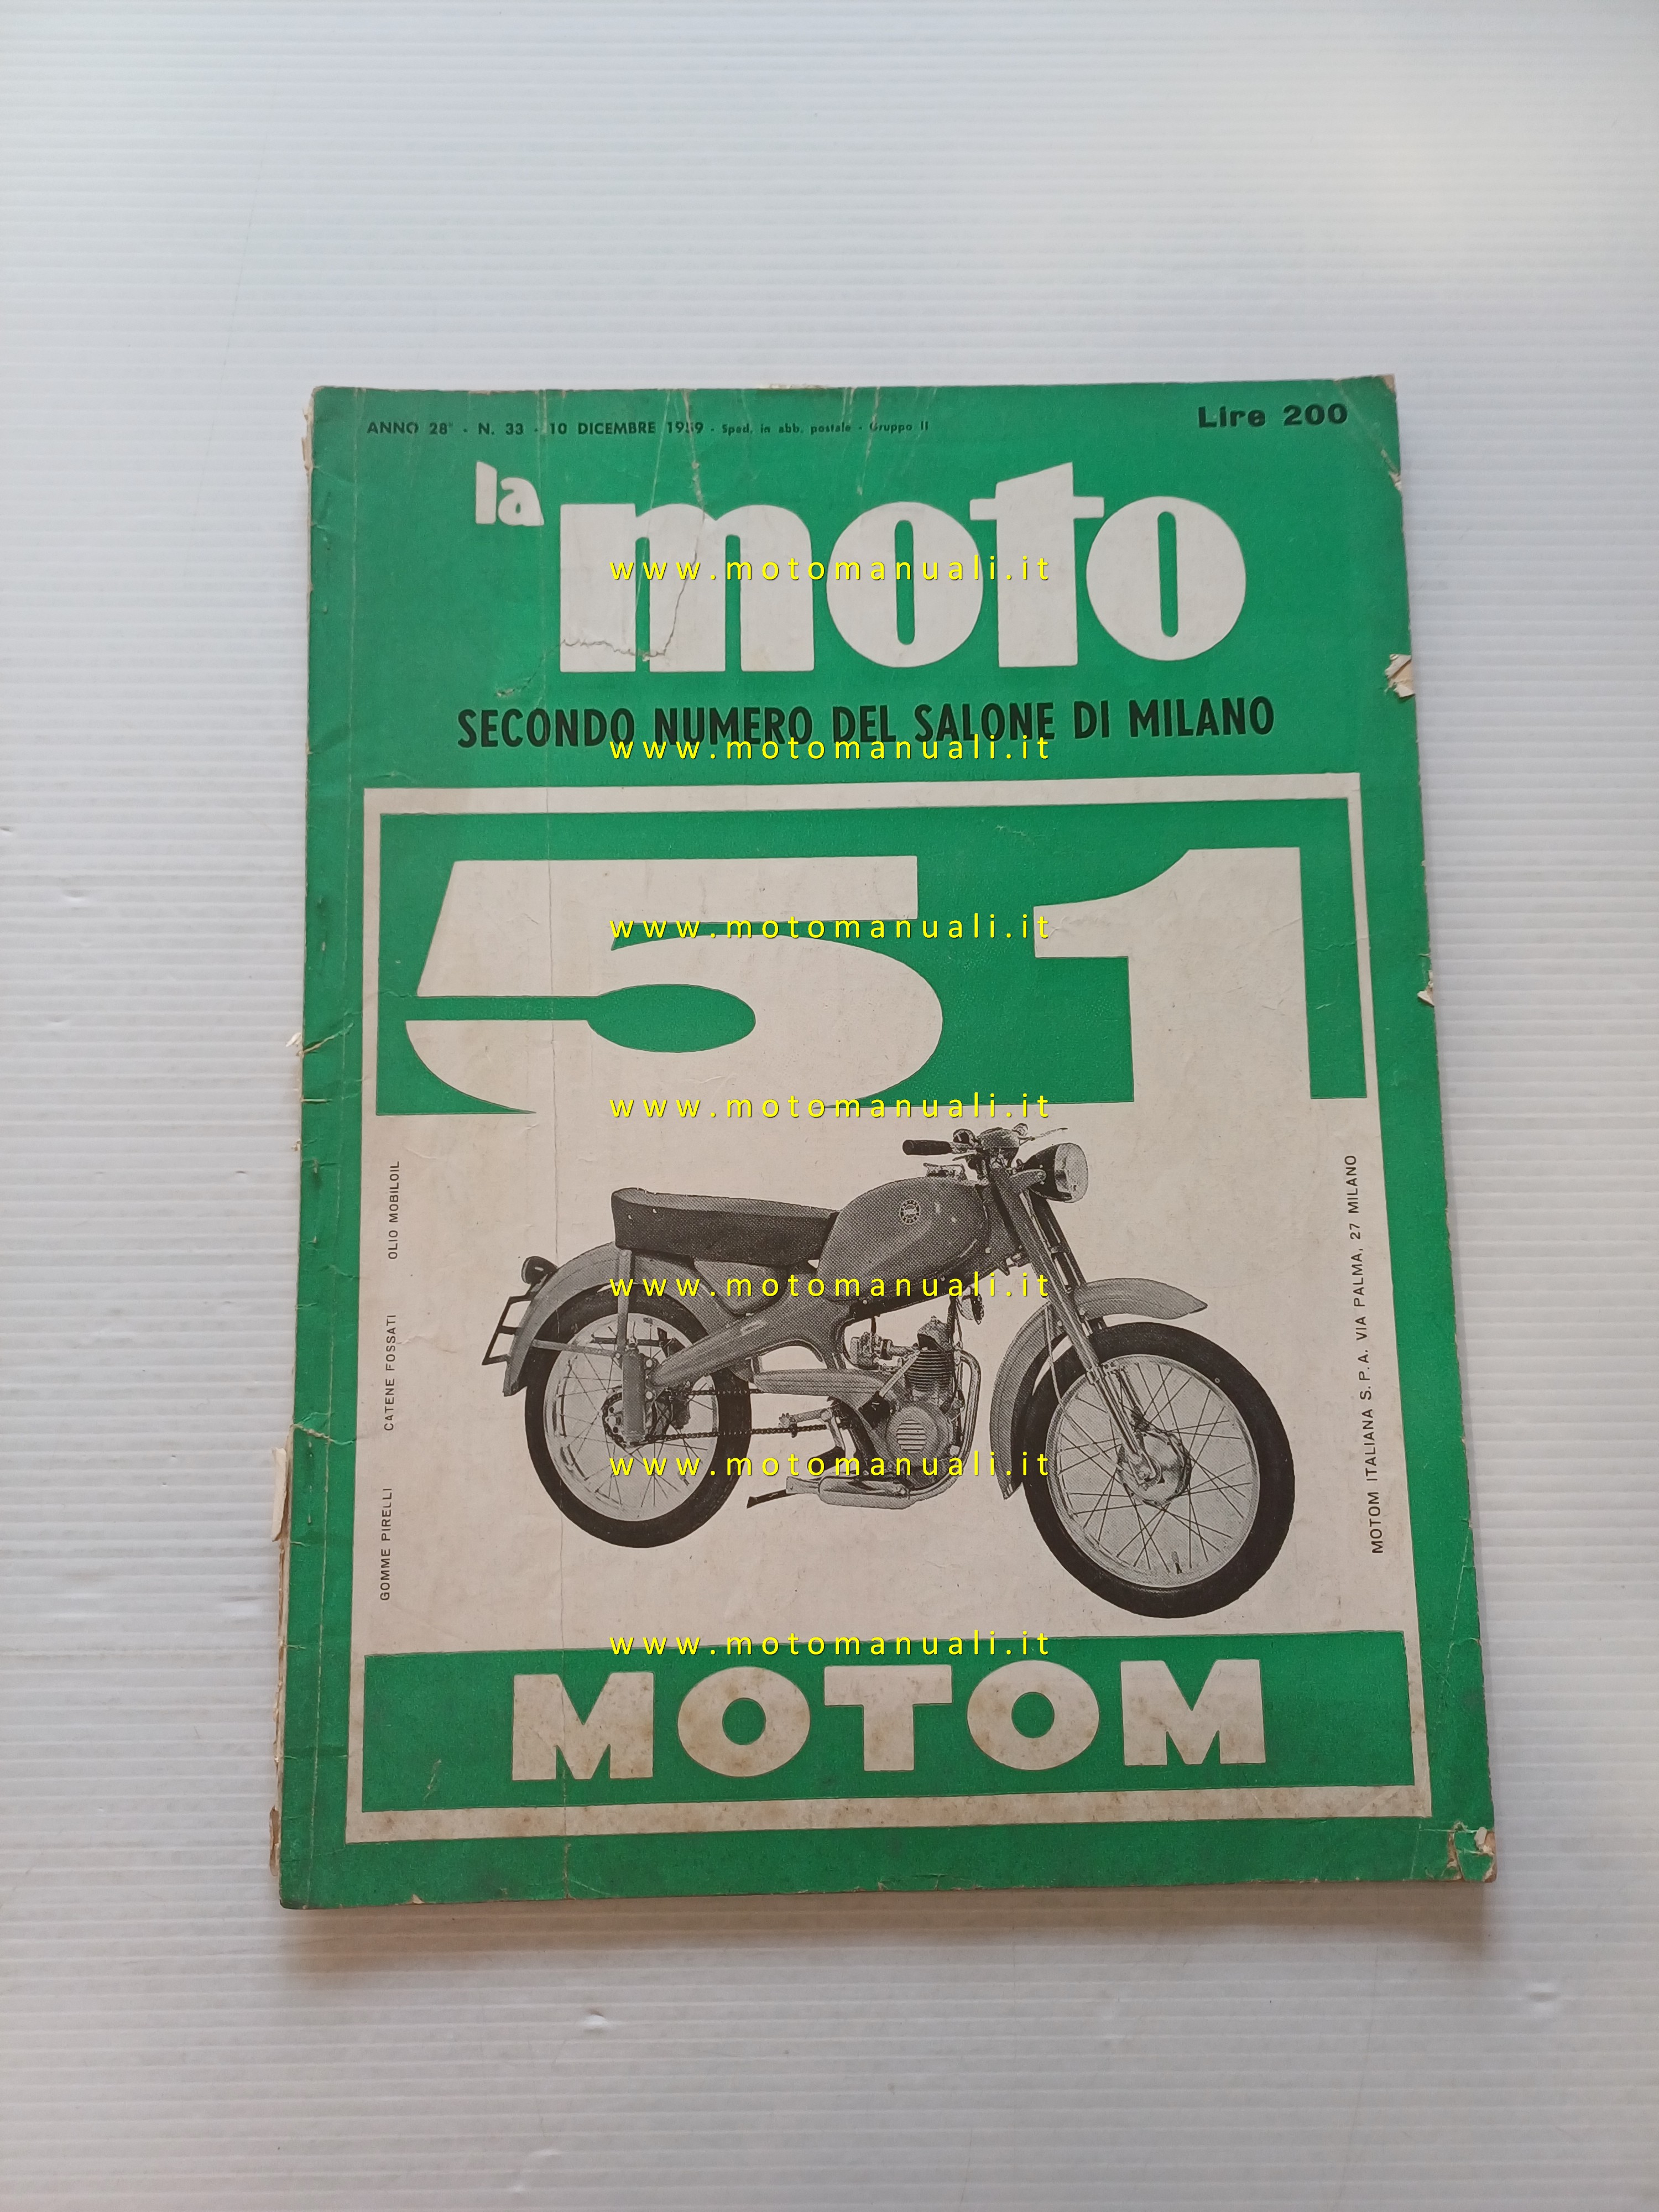 ANNO 28° - N. 33 - 10 DICEMBRE 1959 - Sped. in abb. postale - Gruppo II
Lire 200
la moto
www.motomanuali.it
SECONDO NUMERO DEL SALONE DI MILANO
www.motomanuali.it
51
www.motomanuali.it
www.motomanuali.it
GOMME PIRELLI CATENE FOSSATI OLIO MOBILOIL
MOTOM ITALIANA S.P.A. VIA PALMA, 27 MILANO
www.motomanuali.it
www.motomanuali.it
www.motomanuali.it
MOTOM